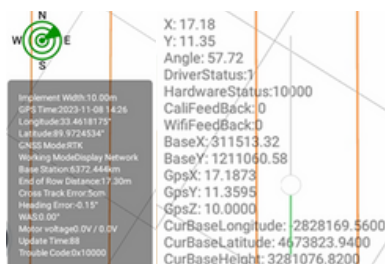 N
W E
S
Implement Width:10.00m
GPS Time:2023-11-08 14:26
Longitude:33.4618175°
Latitude:89.9724534°
GNSS Mode:RTK
Working ModeDisplay Network
Base Station:6372.444km
End of Row Distance:17.30m
Cross Track Error:5cm
Heading Error:-0.15°
WAS:0.00°
Motor voltage0.0V / 0.0V
Update Time:88
Trouble Code:0x10000
X: 17.18
Y: 11.35
Angle: 57.72
DriverStatus:1
HardwareStatus:10000
CaliFeedBack: 0
WifiFeedBack:0
BaseX: 311513.32
BaseY: 1211060.58
GpsX: 17.1873
GpsY: 11.3595
GpsZ: 10.0000
CurBaseLongitude: -2828169.5600
CurBaseLatitude: 4673823.9400
CurBaseHeight: 3281076.8200